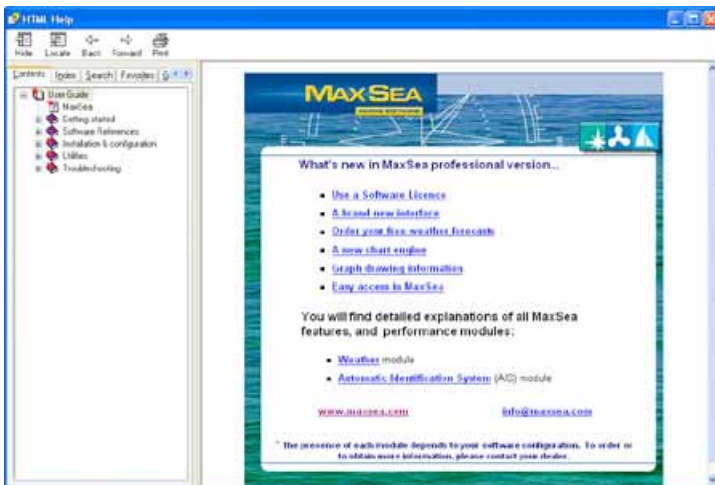 HTML Help
Hide Locate Back Forward Print
Contents Index Search Favorites
User Guide
MaxSea
Getting started
Software References
Installation & configuration
Utilities
Troubleshooting
MAXSEA
What's new in MaxSea professional version...
Use a Software Licence
A brand new interface
Order your free weather forecasts
A new chart engine
Graph drawing information
Easy access in MaxSea
You will find detailed explanations of all MaxSea
features, and performance modules:
Weather module
Automatic Identification System (AIS) module
www.maxsea.com info@maxsea.com
* The presence of each module depends to your software configuration. To order or
to obtain more information, please contact your dealer.